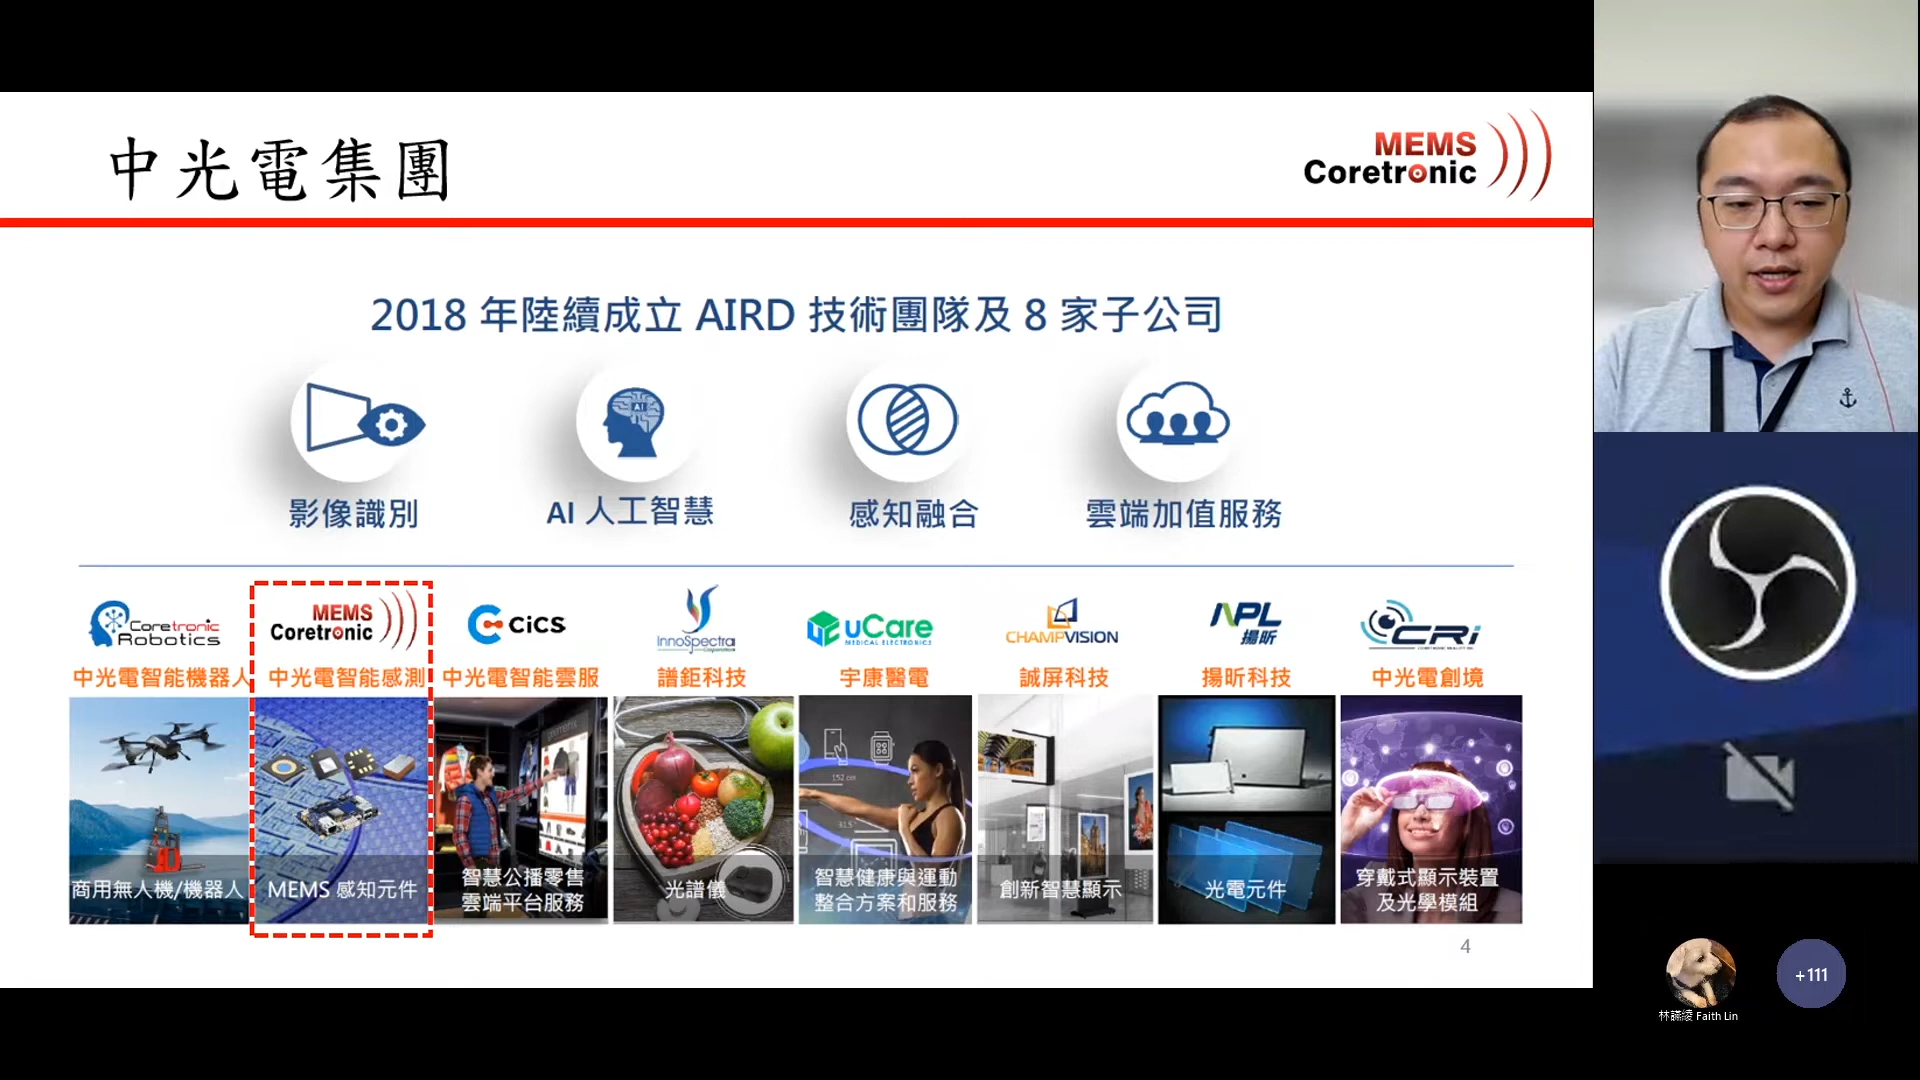 中光電集團
MEMS
Coretronic
2018 年陸續成立 AIRD 技術團隊及 8 家子公司
AI
影像識別
AI 人工智慧
感知融合
雲端加值服務
Coretronic
Robotics
MEMS
Coretronic
CiCS
InnoSpectra
Corporation
uCare
MEDICAL ELECTRONICS
CHAMPVISION
APL
揚昕
CRi
中光電智能機器人
中光電智能感測
中光電智能雲服
譜鉅科技
宇康醫電
誠屏科技
揚昕科技
中光電創境
152 cm
31.5°
商用無人機/機器人
MEMS 感知元件
智慧公播零售
雲端平台服務
光譜儀
智慧健康與運動
整合方案和服務
創新智慧顯示
光電元件
穿戴式顯示裝置
及光學模組
4
+111
Faith Lin